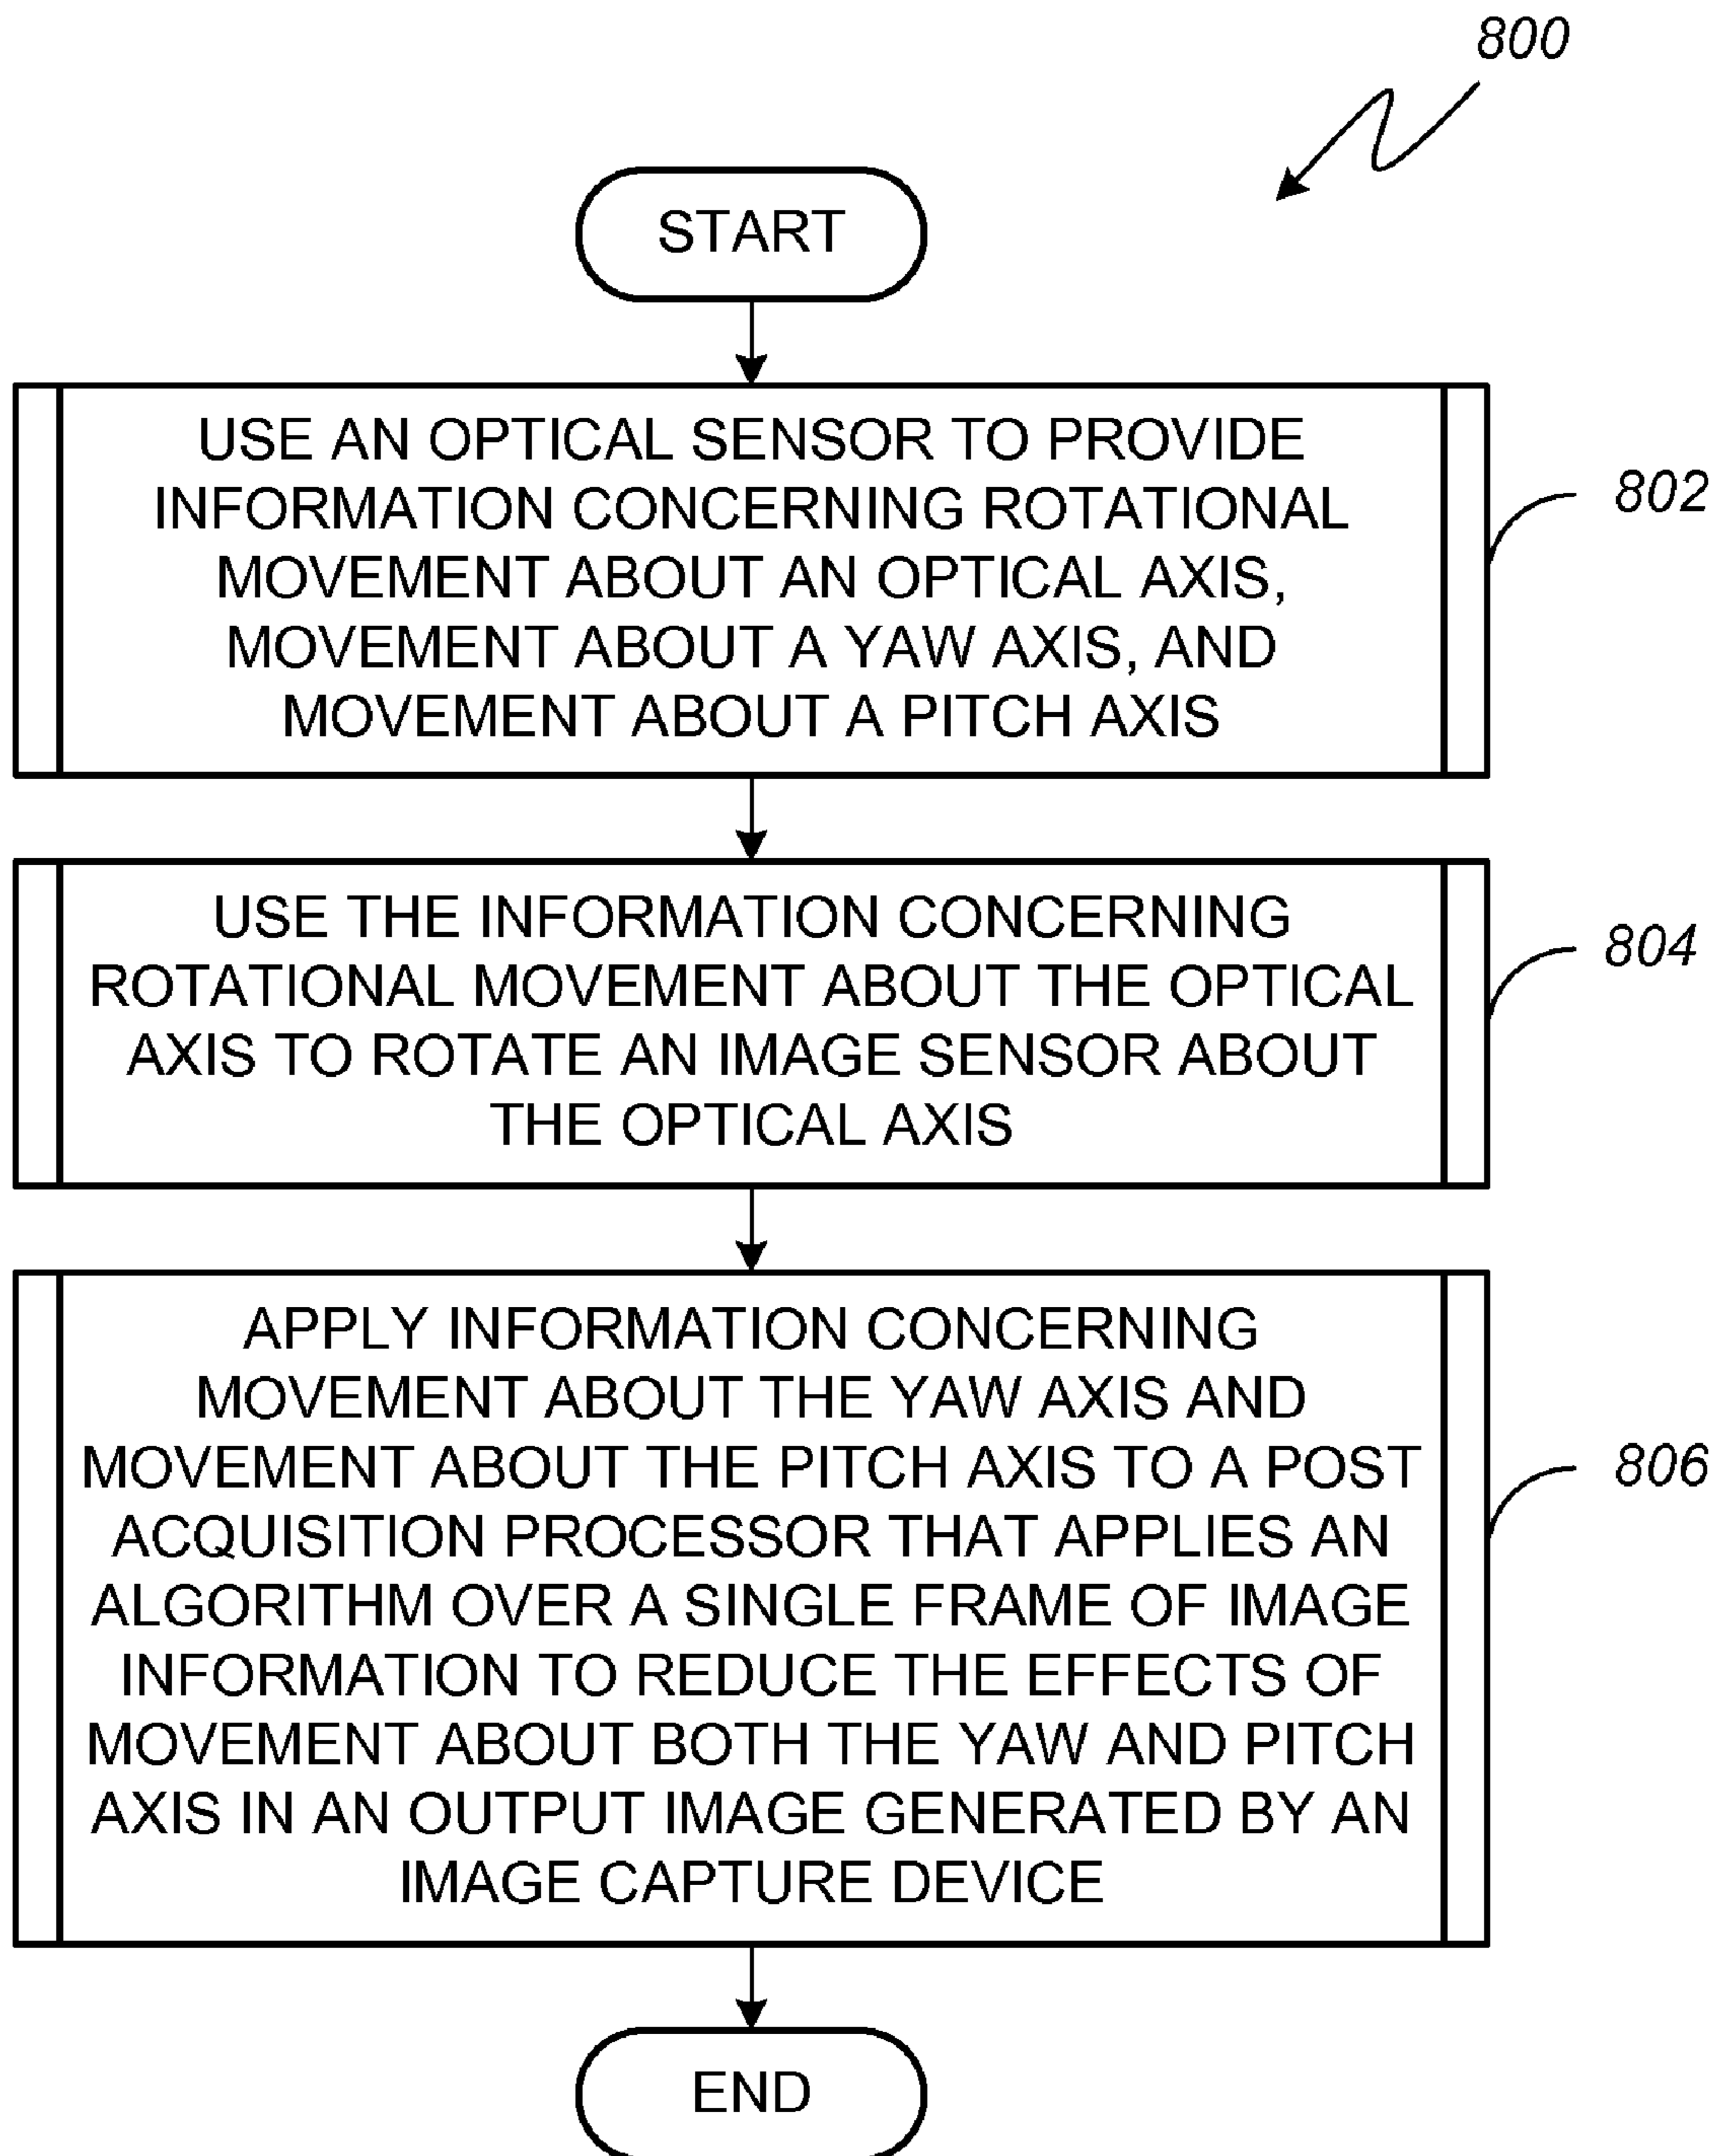 800
START
USE AN OPTICAL SENSOR TO PROVIDE
INFORMATION CONCERNING ROTATIONAL
MOVEMENT ABOUT AN OPTICAL AXIS,
MOVEMENT ABOUT A YAW AXIS, AND
MOVEMENT ABOUT A PITCH AXIS
802
USE THE INFORMATION CONCERNING
ROTATIONAL MOVEMENT ABOUT THE OPTICAL
AXIS TO ROTATE AN IMAGE SENSOR ABOUT
THE OPTICAL AXIS
804
APPLY INFORMATION CONCERNING
MOVEMENT ABOUT THE YAW AXIS AND
MOVEMENT ABOUT THE PITCH AXIS TO A POST
ACQUISITION PROCESSOR THAT APPLIES AN
ALGORITHM OVER A SINGLE FRAME OF IMAGE
INFORMATION TO REDUCE THE EFFECTS OF
MOVEMENT ABOUT BOTH THE YAW AND PITCH
AXIS IN AN OUTPUT IMAGE GENERATED BY AN
IMAGE CAPTURE DEVICE
806
END